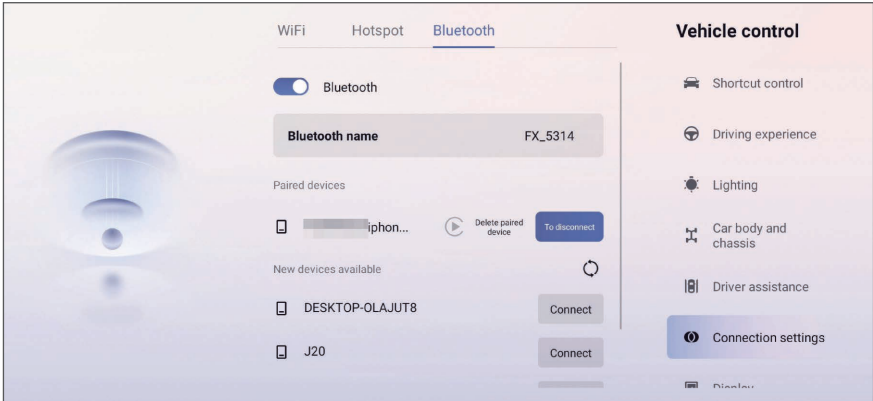 WiFi Hotspot Bluetooth
Bluetooth
Bluetooth name FX_5314
Paired devices
iphon... Delete paired device To disconnect
New devices available
DESKTOP-OLAJUT8 Connect
J20 Connect
Vehicle control
Shortcut control
Driving experience
Lighting
Car body and
chassis
Driver assistance
Connection settings
Display